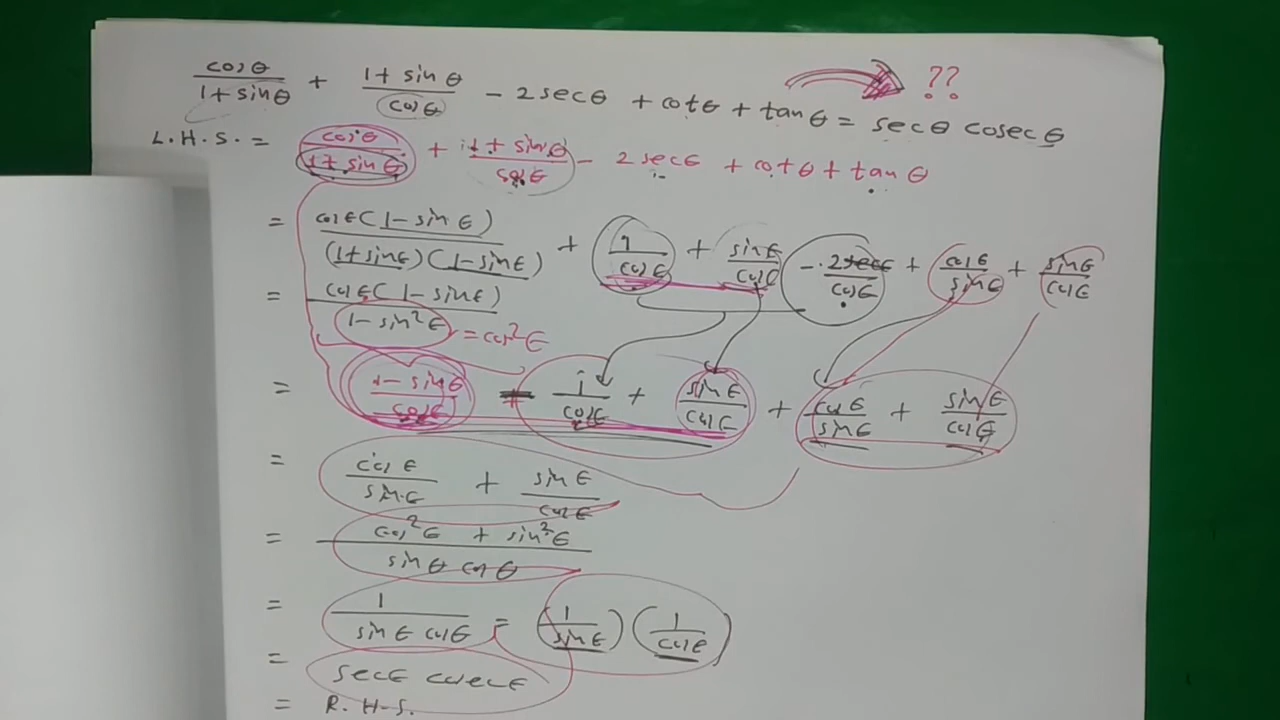 cosθ/(1+sinθ) + (1+sinθ)/cosθ − 2secθ + cotθ + tanθ = secθ cosecθ ??
L.H.S. = cosθ/(1+sinθ) + (1+sinθ)/cosθ − 2secθ + cotθ + tanθ
= cosθ(1−sinθ)/(1+sinθ)(1−sinθ) + 1/cosθ + sinθ/cosθ − 2/cosθ + cosθ/sinθ + sinθ/cosθ
= cosθ(1−sinθ)/(1−sin²θ) = cos²θ
= (1−sinθ)/cosθ − 1/cosθ + sinθ/cosθ + cosθ/sinθ + sinθ/cosθ
= cosθ/sinθ + sinθ/cosθ
= (cos²θ + sin²θ)/(sinθ cosθ)
= 1/(sinθ cosθ) = (1/sinθ)(1/cosθ)
= secθ cosecθ
= R.H.S.